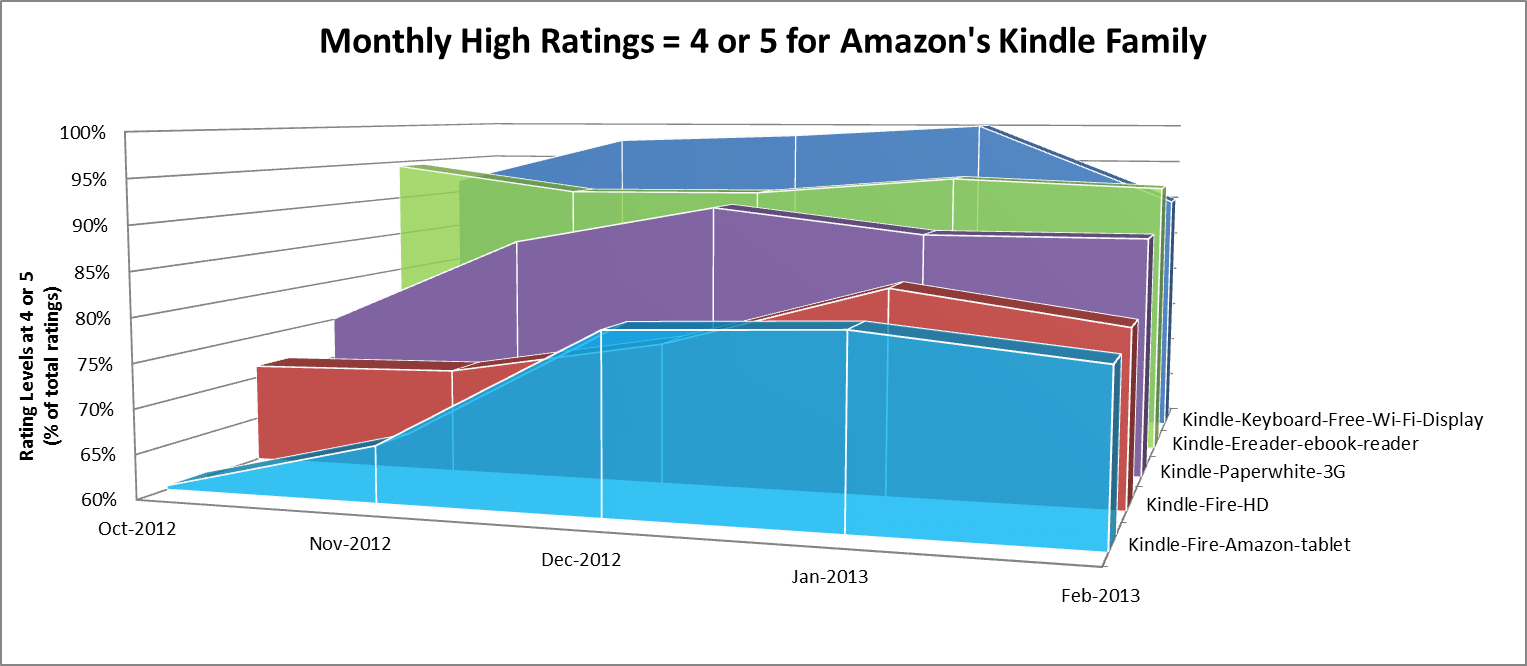 Monthly High Ratings = 4 or 5 for Amazon's Kindle Family
Rating Levels at 4 or 5
(% of total ratings)
100%
95%
90%
85%
80%
75%
70%
65%
60%
Oct-2012
Nov-2012
Dec-2012
Jan-2013
Feb-2013
Kindle-Keyboard-Free-Wi-Fi-Display
Kindle-Ereader-ebook-reader
Kindle-Paperwhite-3G
Kindle-Fire-HD
Kindle-Fire-Amazon-tablet